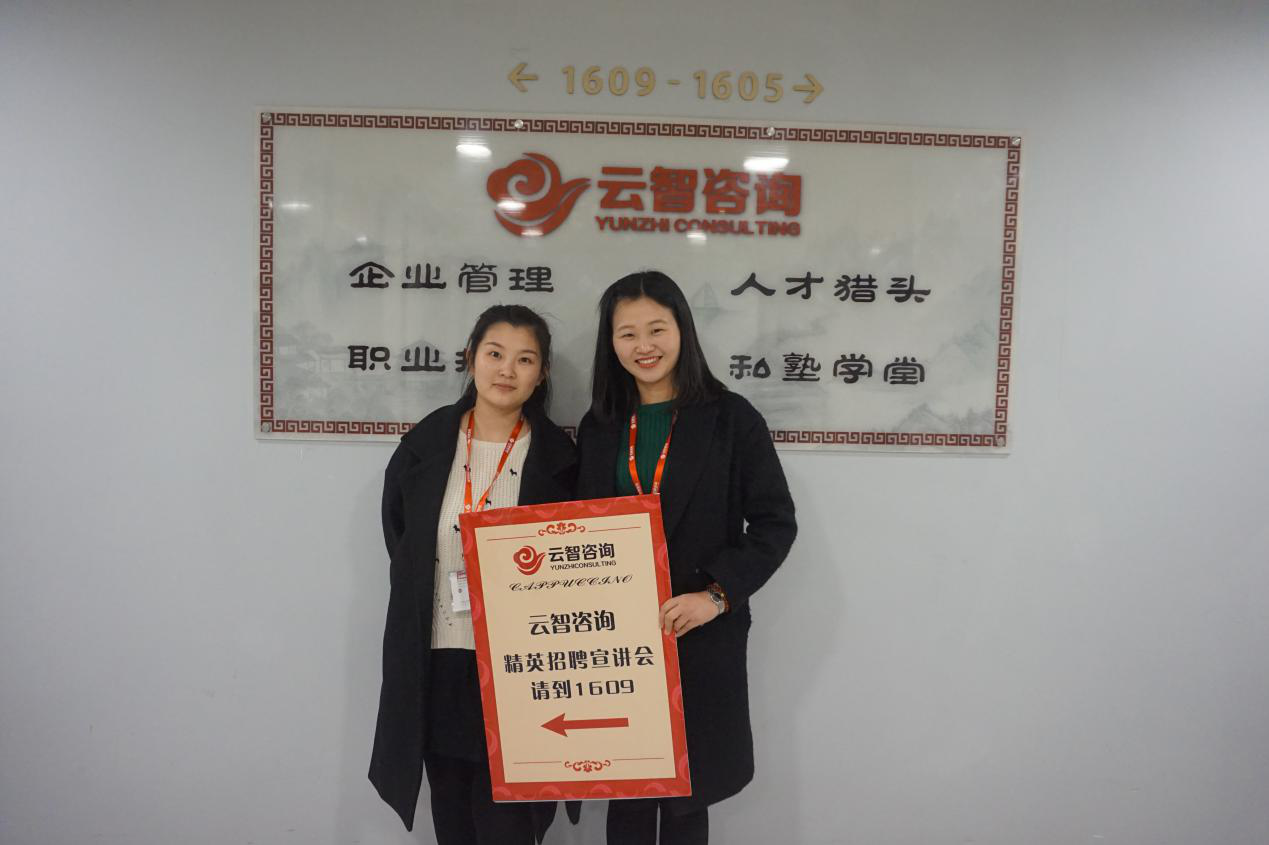 ← 1609 - 1605 →
云智咨询
YUNZHI CONSULTING
企业管理
人才猎头
职业
和塾学堂
云智咨询
YUNZHICONSULTING
CAPPUCCINO
云智咨询
精英招聘宣讲会
请到1609